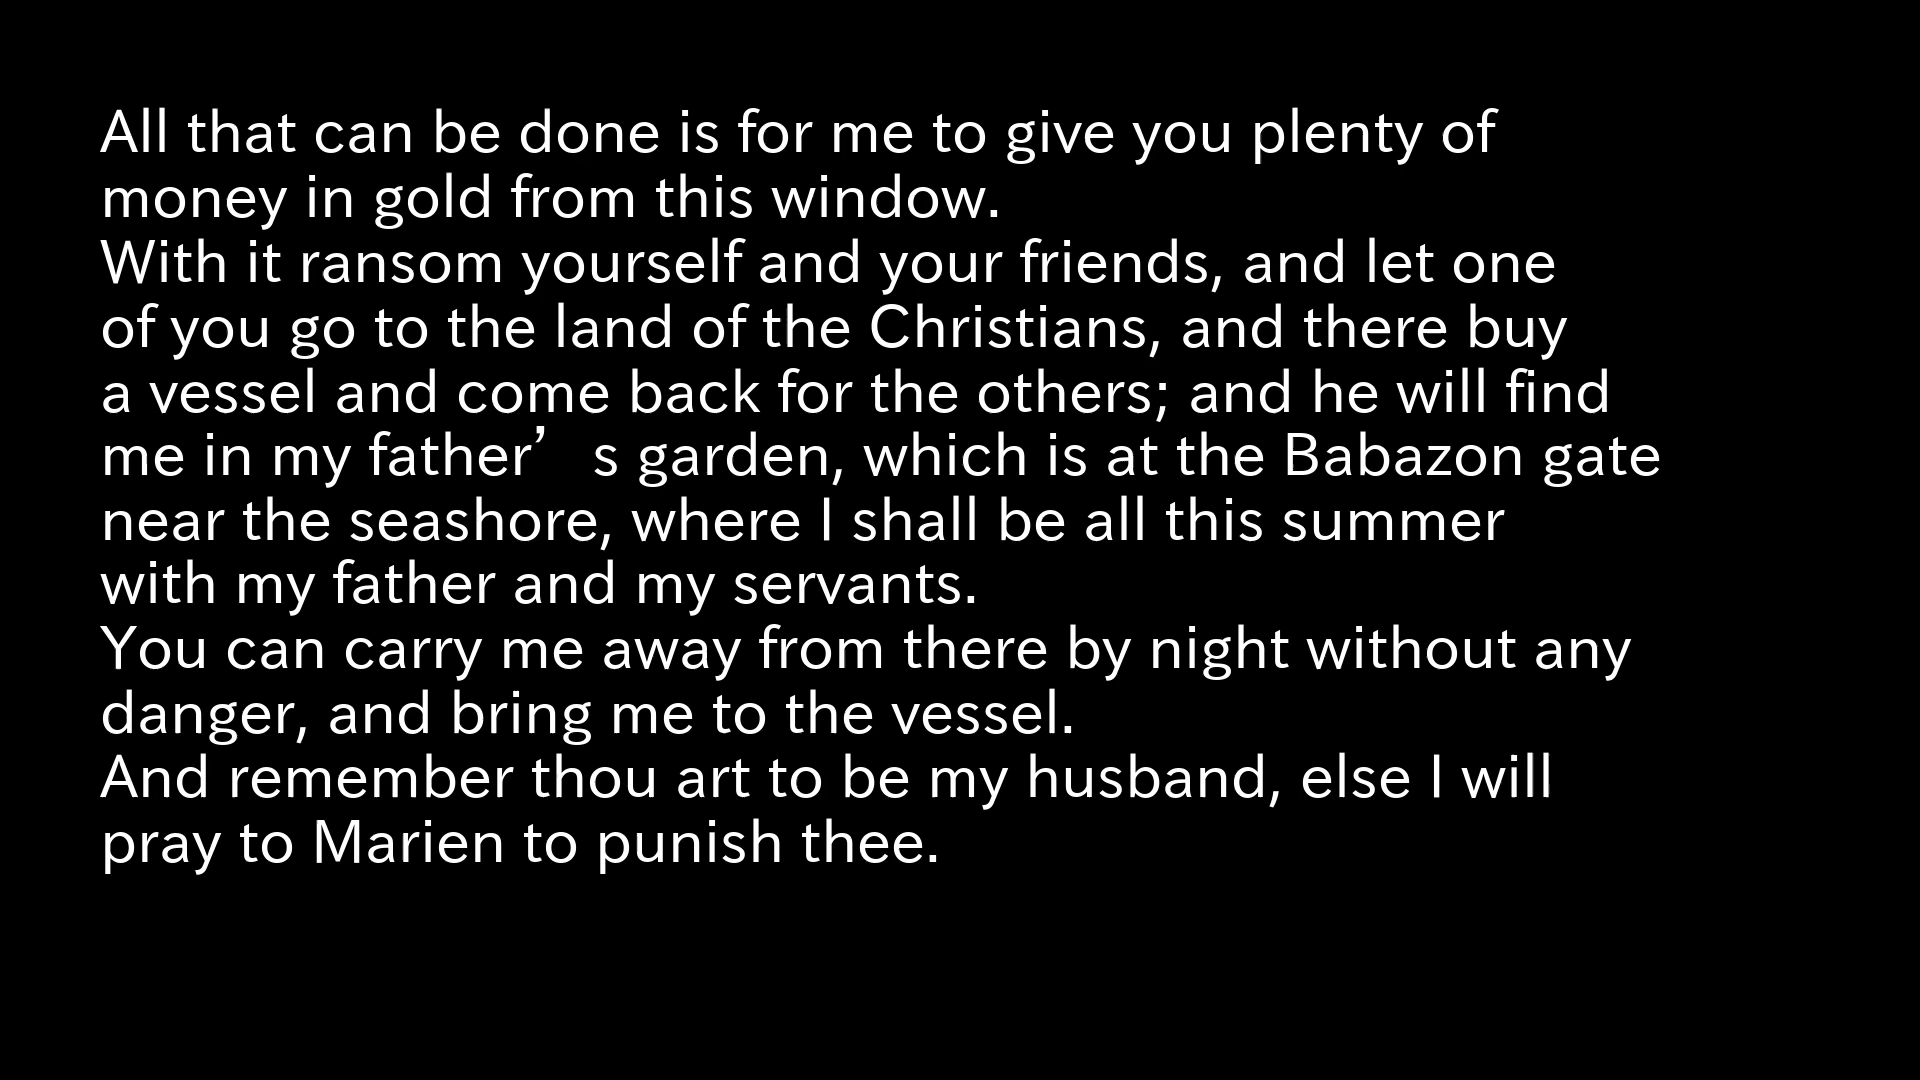 All that can be done is for me to give you plenty of
money in gold from this window.
With it ransom yourself and your friends, and let one
of you go to the land of the Christians, and there buy
a vessel and come back for the others; and he will find
me in my father’s garden, which is at the Babazon gate
near the seashore, where I shall be all this summer
with my father and my servants.
You can carry me away from there by night without any
danger, and bring me to the vessel.
And remember thou art to be my husband, else I will
pray to Marien to punish thee.